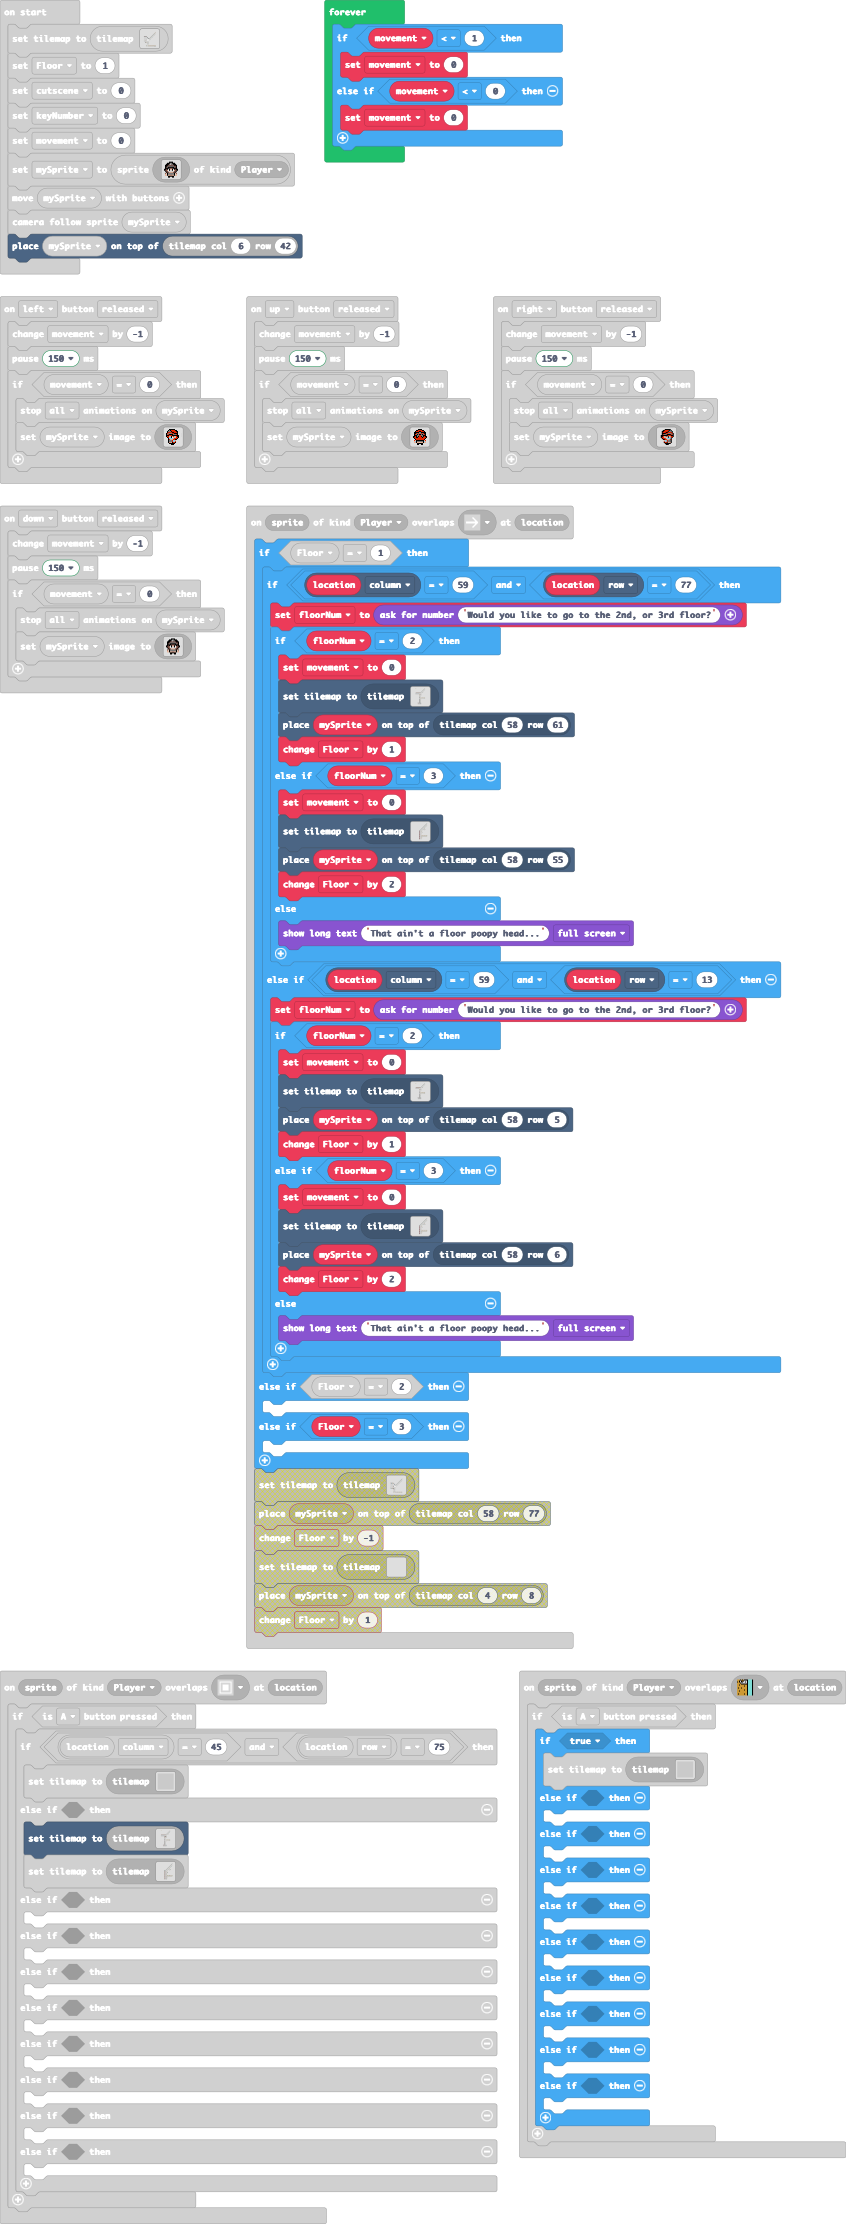 on start
set tilemap to tilemap
set Floor to 1
set cutscene to 0
set keyNumber to 0
set movement to 0
set mySprite to sprite of kind Player
move mySprite with buttons
camera follow sprite mySprite
place mySprite on top of tilemap col 6 row 42
forever
if movement < 1 then
set movement to 0
else if movement < 0 then
set movement to 0
on left button released
change movement by -1
pause 150 ms
if movement = 0 then
stop all animations on mySprite
set mySprite image to
on up button released
change movement by -1
pause 150 ms
if movement = 0 then
stop all animations on mySprite
set mySprite image to
on right button released
change movement by -1
pause 150 ms
if movement = 0 then
stop all animations on mySprite
set mySprite image to
on down button released
change movement by -1
pause 150 ms
if movement = 0 then
stop all animations on mySprite
set mySprite image to
on sprite of kind Player overlaps at location
if Floor = 1 then
if location column = 59 and location row = 77 then
set floorNum to ask for number "Would you like to go to the 2nd, or 3rd floor?"
if floorNum = 2 then
set movement to 0
set tilemap to tilemap
place mySprite on top of tilemap col 58 row 61
change Floor by 1
else if floorNum = 3 then
set movement to 0
set tilemap to tilemap
place mySprite on top of tilemap col 58 row 55
change Floor by 2
else
show long text "That ain't a floor poopy head..." full screen
else if location column = 59 and location row = 13 then
set floorNum to ask for number "Would you like to go to the 2nd, or 3rd floor?"
if floorNum = 2 then
set movement to 0
set tilemap to tilemap
place mySprite on top of tilemap col 58 row 5
change Floor by 1
else if floorNum = 3 then
set movement to 0
set tilemap to tilemap
place mySprite on top of tilemap col 58 row 6
change Floor by 2
else
show long text "That ain't a floor poopy head..." full screen
else if Floor = 2 then
else if Floor = 3 then
set tilemap to tilemap
place mySprite on top of tilemap col 58 row 77
change Floor by -1
set tilemap to tilemap
place mySprite on top of tilemap col 4 row 8
change Floor by 1
on sprite of kind Player overlaps at location
if is A button pressed then
if location column = 45 and location row = 75 then
set tilemap to tilemap
else if then
set tilemap to tilemap
set tilemap to tilemap
else if then
else if then
else if then
else if then
else if then
else if then
else if then
else if then
on sprite of kind Player overlaps at location
if is A button pressed then
if true then
set tilemap to tilemap
else if then
else if then
else if then
else if then
else if then
else if then
else if then
else if then
else if then